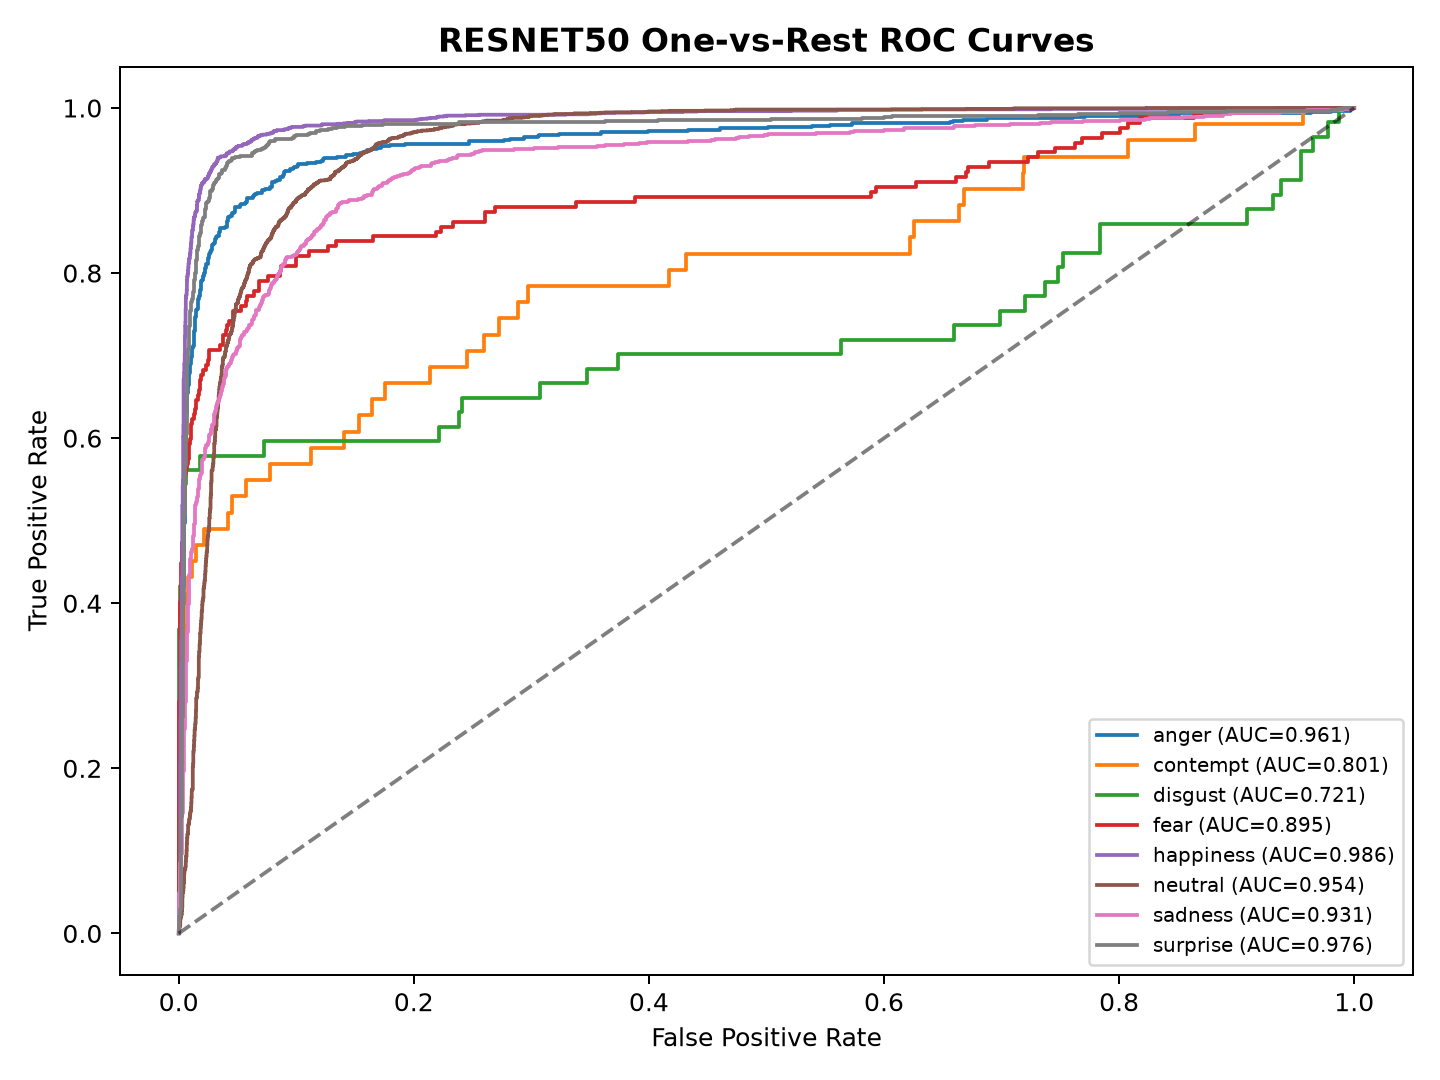 RESNET50 One-vs-Rest ROC Curves
True Positive Rate
1.0
0.8
0.6
0.4
0.2
0.0
0.0 0.2 0.4 0.6 0.8 1.0
False Positive Rate
anger (AUC=0.961)
contempt (AUC=0.801)
disgust (AUC=0.721)
fear (AUC=0.895)
happiness (AUC=0.986)
neutral (AUC=0.954)
sadness (AUC=0.931)
surprise (AUC=0.976)